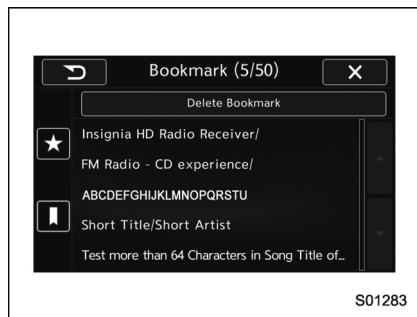 Bookmark (5/50)
Delete Bookmark
Insignia HD Radio Receiver/
FM Radio - CD experience/
ABCDEFGHIJKLMNOPQRSTU
Short Title/Short Artist
Test more than 64 Characters in Song Title of...
S01283